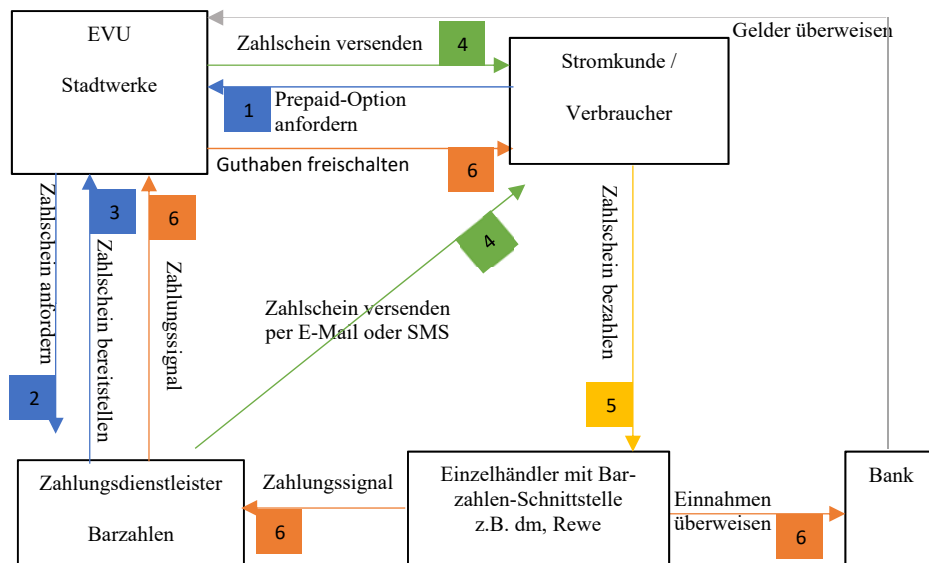 EVU
Stadtwerke
Zahlschein versenden
4
Gelder überweisen
Stromkunde /
Verbraucher
1
Prepaid-Option
anfordern
Guthaben freischalten
6
Zahlschein anfordern
2
Zahlschein bereitstellen
3
Zahlungssignal
6
4
Zahlschein versenden
per E-Mail oder SMS
Zahlschein bezahlen
5
Zahlungsdienstleister
Barzahlen
Zahlungssignal
6
Einzelhändler mit Bar-
zahlen-Schnittstelle
z.B. dm, Rewe
Einnahmen
überweisen
6
Bank